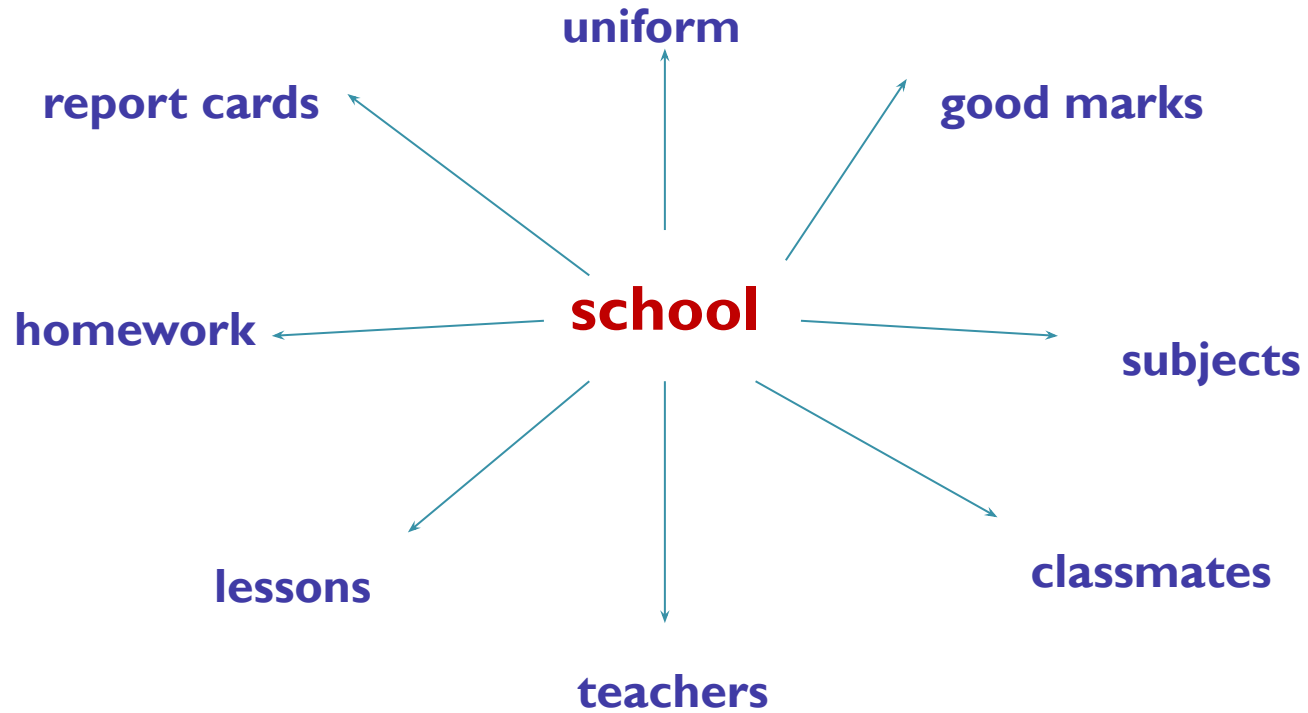 uniform
report cards
good marks
school
homework
subjects
classmates
lessons
teachers